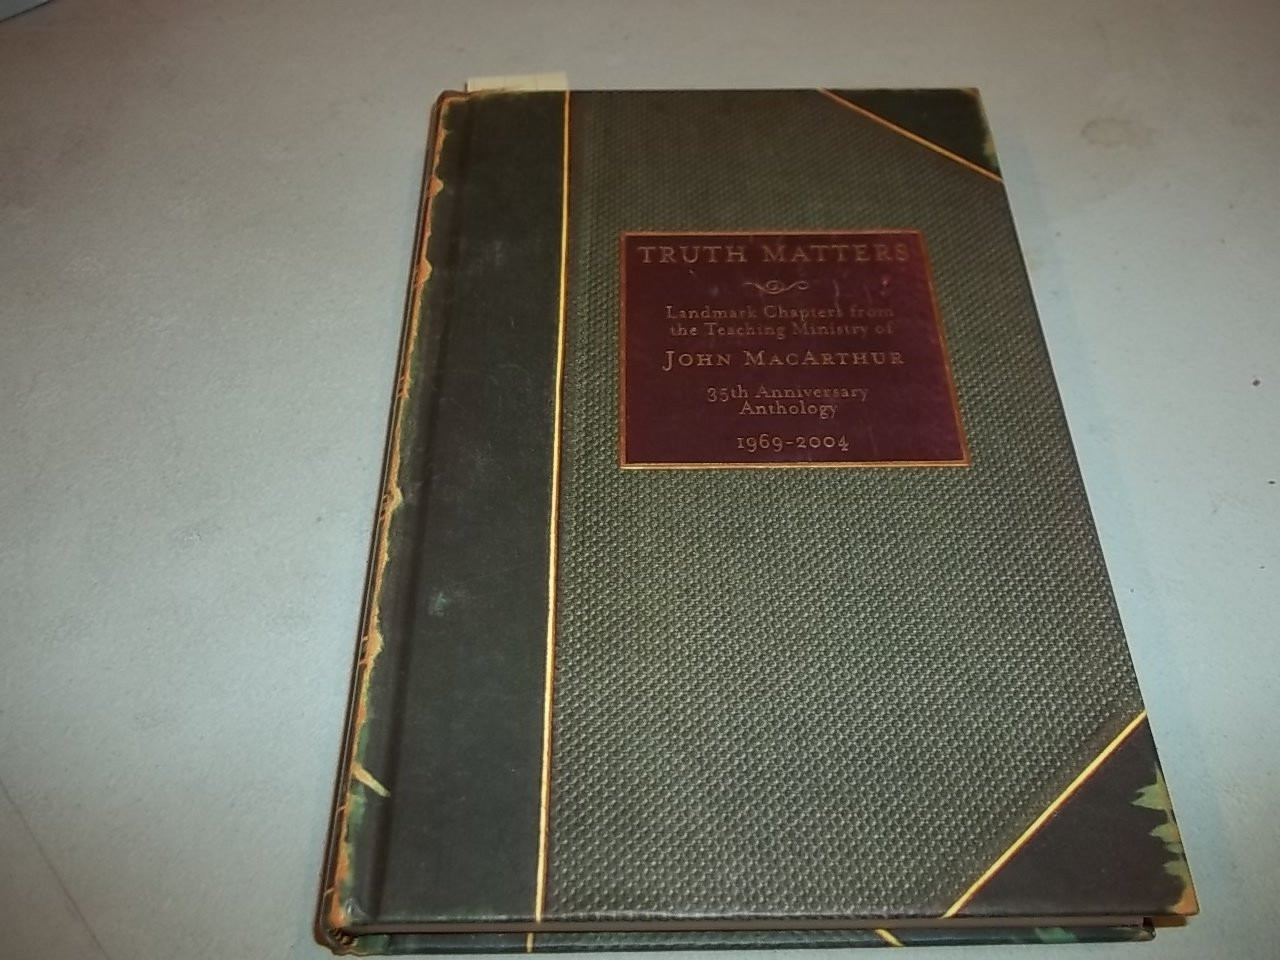 TRUTH MATTERS
Landmark Chapters from
the Teaching Ministry of
JOHN MACARTHUR
35th Anniversary
Anthology
1969-2004